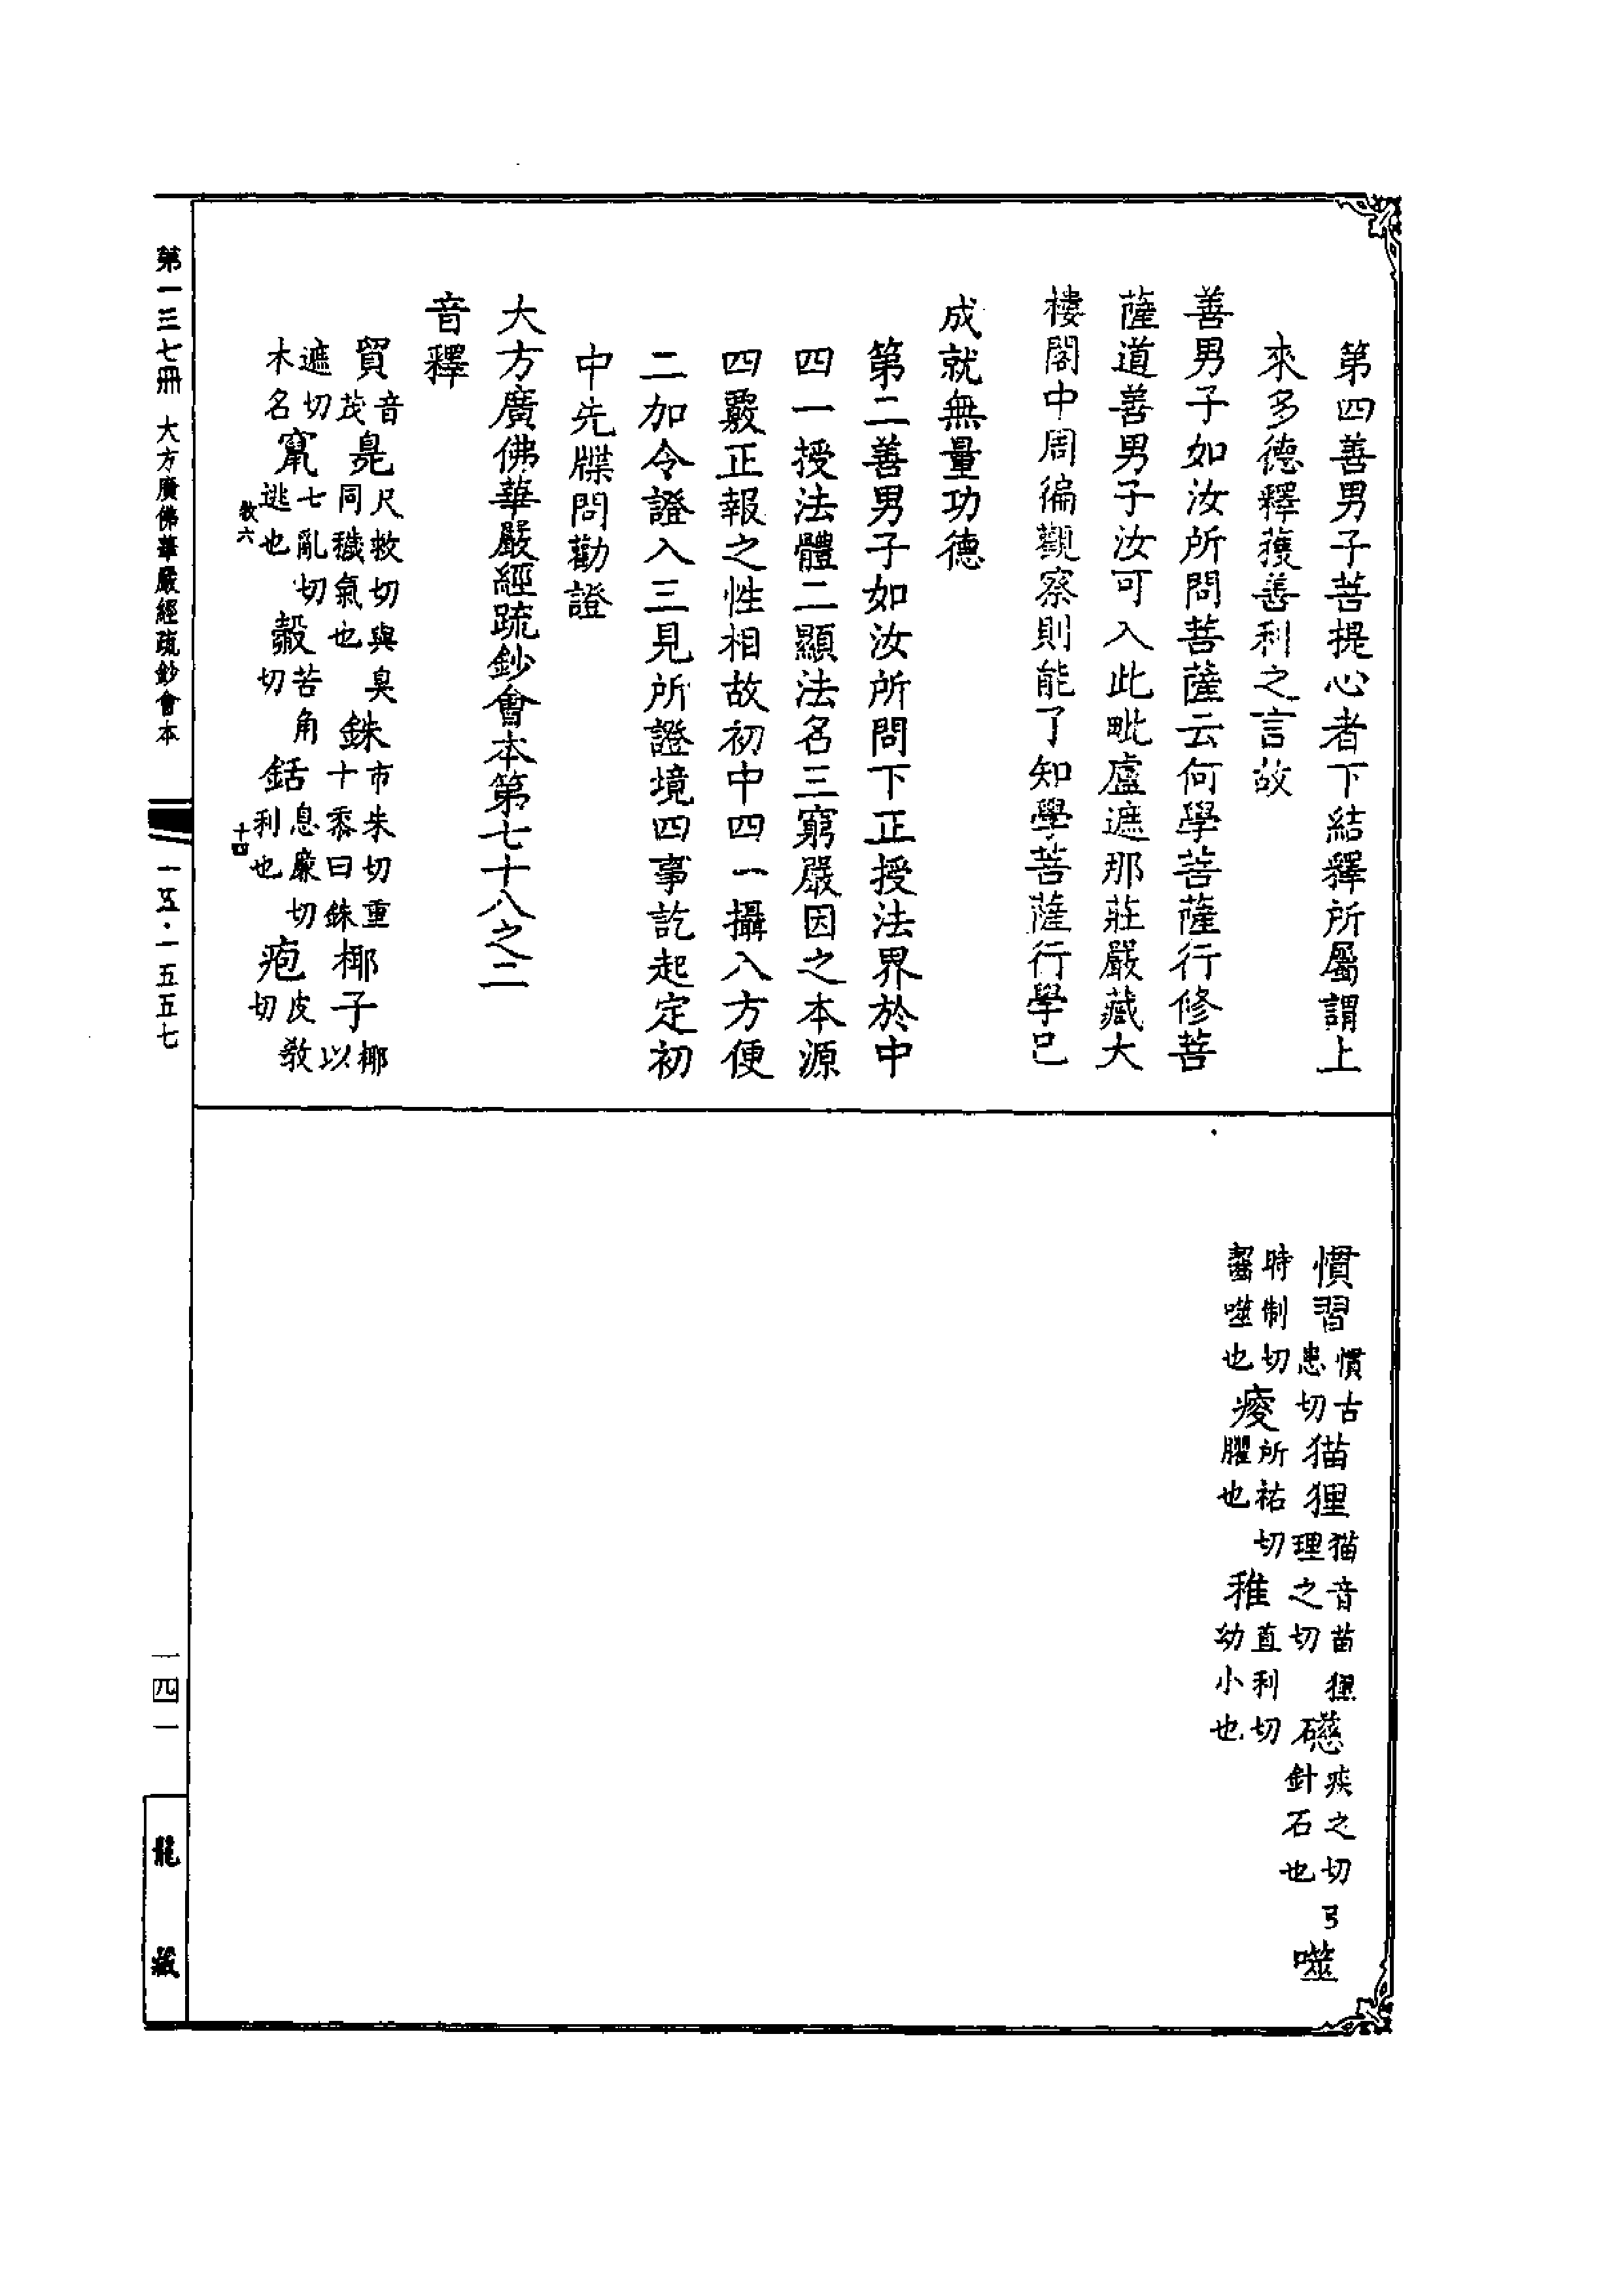 第四善男子菩提心者下結釋所屬謂上
來多德釋獲善利之言故
善男子如汝所問菩薩云何學菩薩行修菩
薩道善男子汝可入此毗盧遮那莊嚴藏大
樓閣中周徧觀察則能了知學菩薩行學已
成就無量功德
第二善男子如汝所問下正授法界於中
四一授法體二顯法名三窮嚴因之本源
四覈正報之性相故初中四一攝入方便
二加令證入三見所證境四事訖起定初
中先牒問勸證
大方廣佛華嚴經疏鈔會本第七十八之二
音釋
貿音茂 臰尺救切與臭同穢氣也 銖市朱切重十黍曰銖 椰子椰以
遮切木名 竄七亂切逃也 㲉苦角切 銛息廉切利也 疱皮敎切
慣習慣古患切 猫狸猫音苗狸理之切 礠疾之切針石也 噬
時制切齧噬也 瘦所祐切臞也 稚直利切幼小也
第一三七冊 大方廣佛華嚴經疏鈔會本
敎六
十四
一五·一五五七
一四一
龍藏